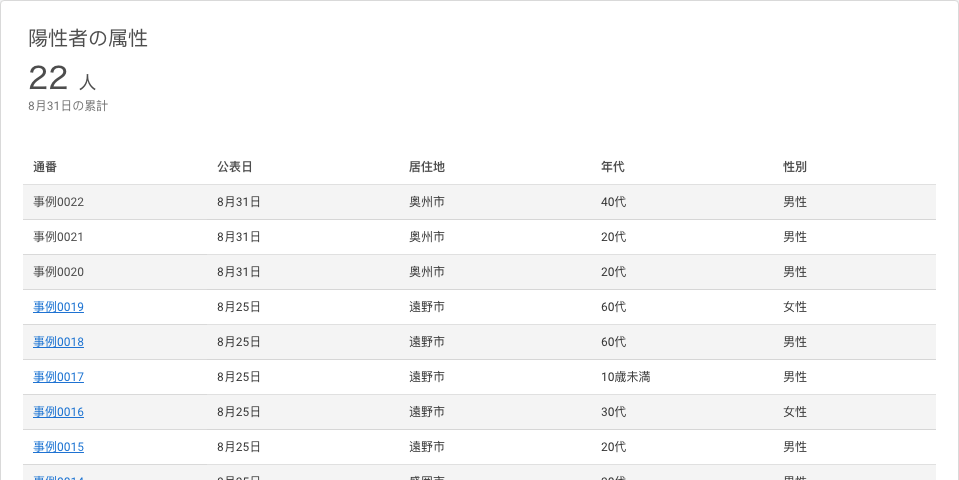 陽性者の属性
22 人
8月31日の累計
通番 公表日 居住地 年代 性別
事例0022 8月31日 奥州市 40代 男性
事例0021 8月31日 奥州市 20代 男性
事例0020 8月31日 奥州市 20代 男性
事例0019 8月25日 遠野市 60代 女性
事例0018 8月25日 遠野市 60代 男性
事例0017 8月25日 遠野市 10歳未満 男性
事例0016 8月25日 遠野市 30代 女性
事例0015 8月25日 遠野市 20代 男性